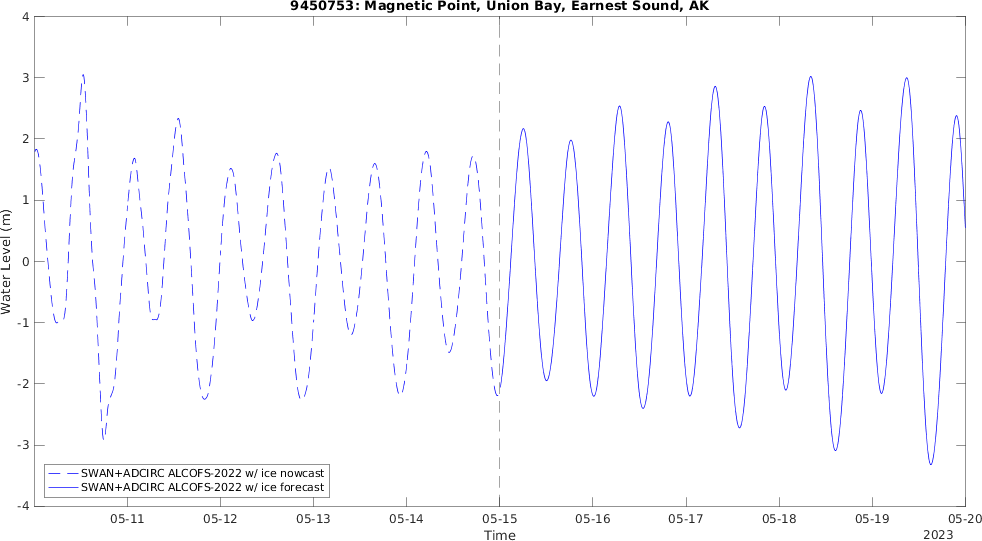 9450753: Magnetic Point, Union Bay, Earnest Sound, AK
4
3
2
1
0
-1
-2
-3
-4
Water Level (m)
SWAN+ADCIRC ALCOFS-2022 w/ ice nowcast
SWAN+ADCIRC ALCOFS-2022 w/ ice forecast
05-11 05-12 05-13 05-14 05-15 05-16 05-17 05-18 05-19 05-20
Time
2023